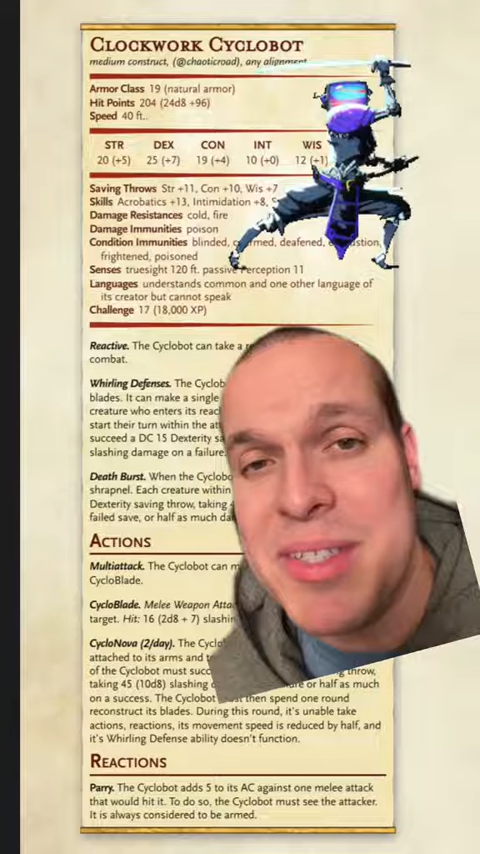 Clockwork Cyclobot
medium construct, (@chaoticroad), any alignment
Armor Class 19 (natural armor)
Hit Points 204 (24d8 +96)
Speed 40 ft..
STR DEX CON INT WIS
20 (+5) 25 (+7) 19 (+4) 10 (+0) 12 (+1)
Saving Throws Str +11, Con +10, Wis +7
Skills Acrobatics +13, Intimidation +8,
Damage Resistances cold, fire
Damage Immunities poison
Condition Immunities blinded, charmed, deafened, exhaustion,
frightened, poisoned
Senses truesight 120 ft. passive Perception 11
Languages understands common and one other language of
its creator but cannot speak
Challenge 17 (18,000 XP)
Reactive. The Cyclobot can take a
combat.
Whirling Defenses. The Cyclob
blades. It can make a single
creature who enters its reac
start their turn within the
succeed a DC 15 Dexterity
slashing damage on a failure
Death Burst. When the Cyclobo
shrapnel. Each creature within
Dexterity saving throw, taking
failed save, or half as much da
Actions
Multiattack. The Cyclobot can m
CycloBlade.
CycloBlade. Melee Weapon Atta
target. Hit: 16 (2d8 + 7) slashin
CycloNova (2/day). The Cyclo
attached to its arms and
of the Creature must succ throw,
taking 45 (10d8) slashing or half as much
on a success. The Cyclobot must then spend one round
reconstruct its blades. During this round, it's unable take
actions, reactions, its movement speed is reduced by half, and
it's Whirling Defense ability doesn't function.
Reactions
Parry. The Cyclobot adds 5 to its AC against one melee attack
that would hit it. To do so, the Cyclobot must see the attacker.
It is always considered to be armed.